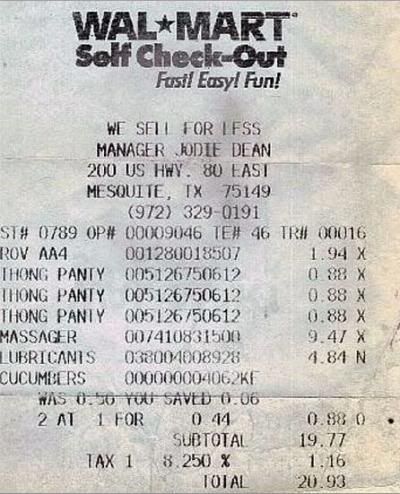 WAL★MART
Self Check-Out
Fast! Easy! Fun!
WE SELL FOR LESS
MANAGER JODIE DEAN
200 US HWY. 80 EAST
MESQUITE, TX 75149
(972) 329-0191
ST# 0789 OP# 00009046 TE# 46 TR# 00016
ROV AA4 001280018507 1.94 X
THONG PANTY 005126750612 0.88 X
THONG PANTY 005126750612 0.88 X
THONG PANTY 005126750612 0.88 X
MASSAGER 007410831500 9.47 X
LUBRICANTS 038004008928 4.84 N
CUCUMBERS 000000004062KF
WAS 0.50 YOU SAVED 0.06
2 AT 1 FOR 0.44 0.88 O
SUBTOTAL 19.77
TAX 1 8.250 % 1.16
TOTAL 20.93